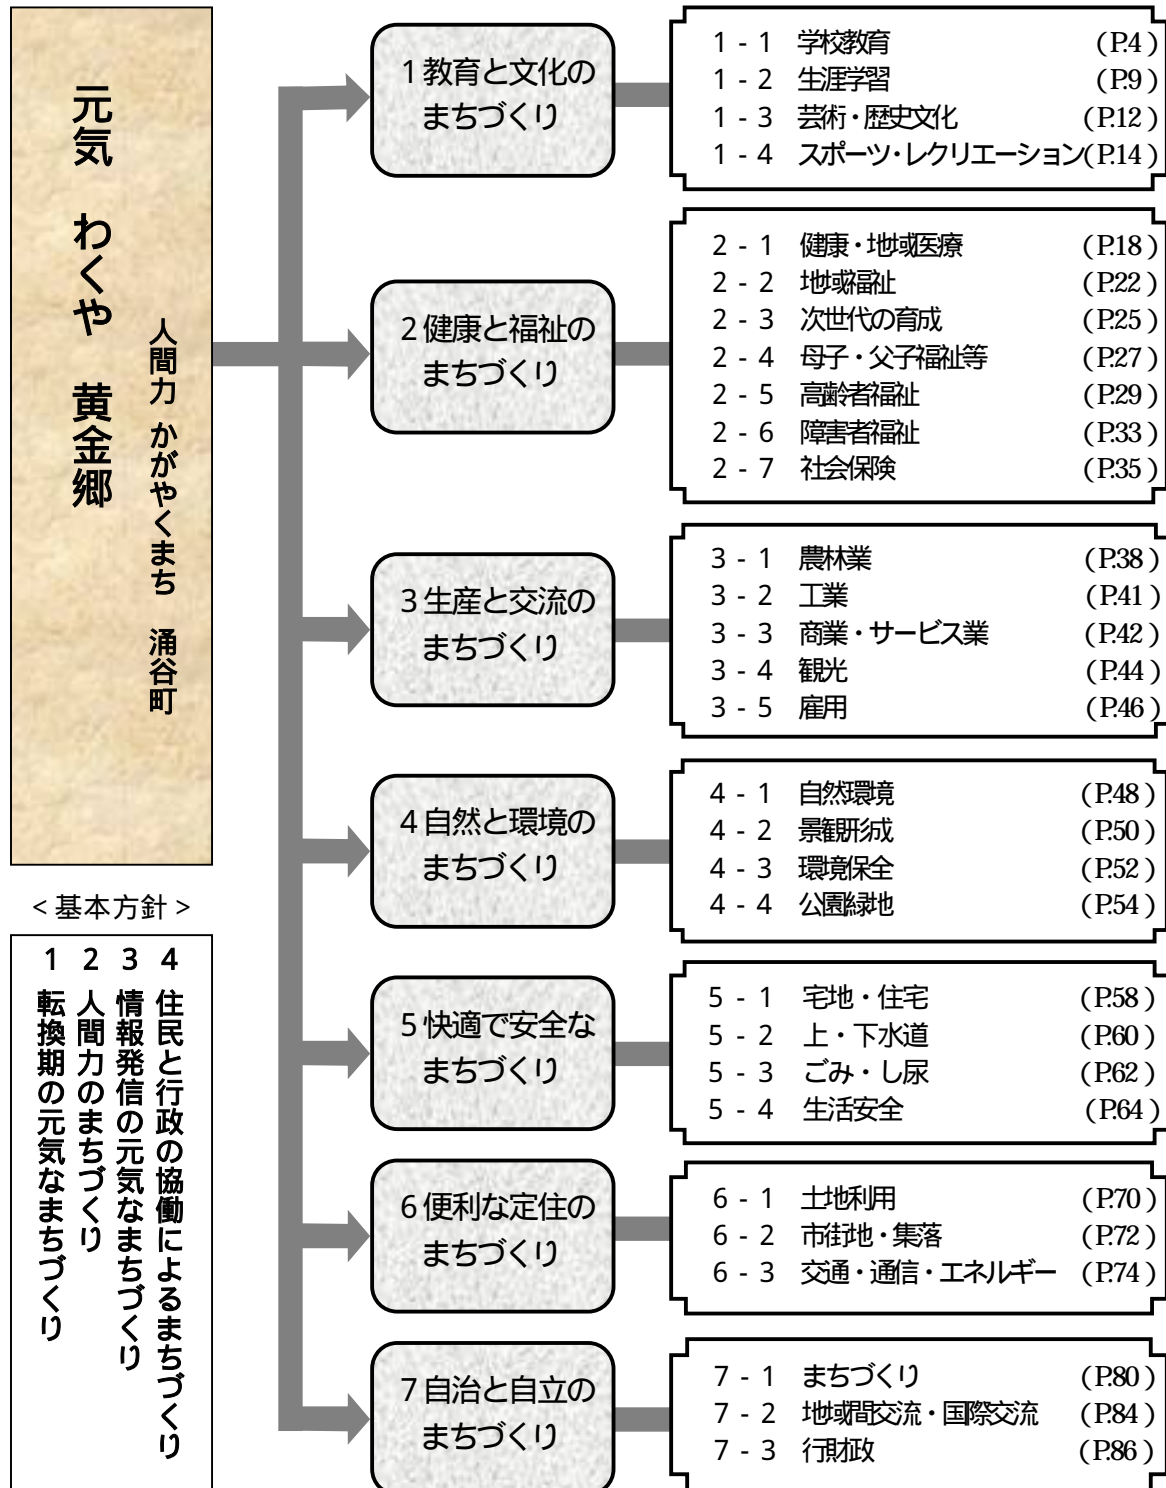 元気 わくや 黄金郷
人間力 かがやくまち 涌谷町
<基本方針>
1 転換期の元気なまちづくり
2 人間力のまちづくり
3 情報発信の元気なまちづくり
4 住民と行政の協働によるまちづくり
1 教育と文化の
まちづくり
1 - 1 学校教育 (P.4)
1 - 2 生涯学習 (P.9)
1 - 3 芸術・歴史文化 (P.12)
1 - 4 スポーツ・レクリエーション(P.14)
2 健康と福祉の
まちづくり
2 - 1 健康・地域医療 (P.18)
2 - 2 地域福祉 (P.22)
2 - 3 次世代の育成 (P.25)
2 - 4 母子・父子福祉等 (P.27)
2 - 5 高齢者福祉 (P.29)
2 - 6 障害者福祉 (P.33)
2 - 7 社会保険 (P.35)
3 生産と交流の
まちづくり
3 - 1 農林業 (P.38)
3 - 2 工業 (P.41)
3 - 3 商業・サービス業 (P.42)
3 - 4 観光 (P.44)
3 - 5 雇用 (P.46)
4 自然と環境の
まちづくり
4 - 1 自然環境 (P.48)
4 - 2 景観形成 (P.50)
4 - 3 環境保全 (P.52)
4 - 4 公園緑地 (P.54)
5 快適で安全な
まちづくり
5 - 1 宅地・住宅 (P.58)
5 - 2 上・下水道 (P.60)
5 - 3 ごみ・し尿 (P.62)
5 - 4 生活安全 (P.64)
6 便利な定住の
まちづくり
6 - 1 土地利用 (P.70)
6 - 2 市街地・集落 (P.72)
6 - 3 交通・通信・エネルギー (P.74)
7 自治と自立の
まちづくり
7 - 1 まちづくり (P.80)
7 - 2 地域間交流・国際交流 (P.84)
7 - 3 行財政 (P.86)